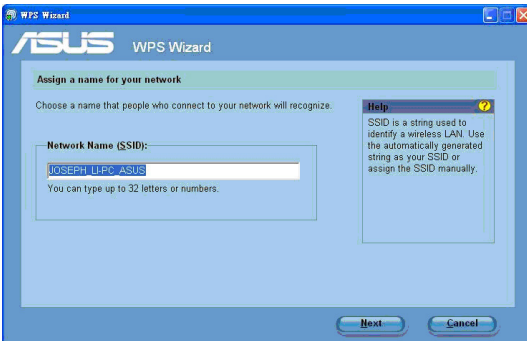 WPS Wizard
ASUS WPS Wizard
Assign a name for your network
Choose a name that people who connect to your network will recognize.
Network Name (SSID):
JOSEPH_LI-PC_ASUS
You can type up to 32 letters or numbers.
Help
?
SSID is a string used to
identify a wireless LAN. Use
the automatically generated
string as your SSID or
assign the SSID manually.
Next
Cancel